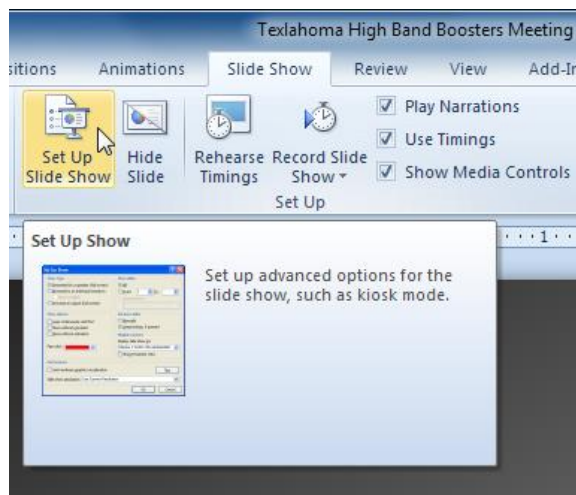 Texlahoma High Band Boosters Meeting
sitions Animations Slide Show Review View Add-In
Set Up
Slide Show
Hide
Slide
Rehearse
Timings
Record Slide
Show
Play Narrations
Use Timings
Show Media Controls
Set Up
1
Set Up Show
Set up advanced options for the
slide show, such as kiosk mode.